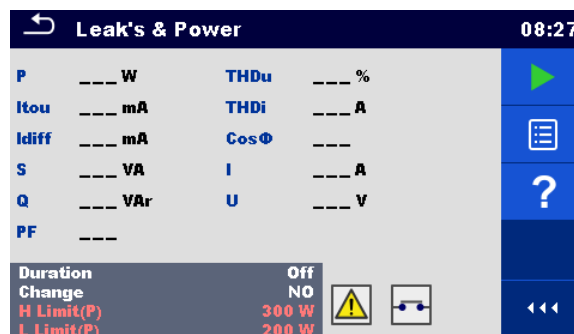 Leak's & Power 08:27
P ___ W THDu ___ %
Itou ___ mA THDi ___ A
Idiff ___ mA CosΦ ___
S ___ VA I ___ A
Q ___ VAr U ___ V
PF ___
?
Duration Off
Change NO
H Limit(P) 300 W
L Limit(P) 200 W